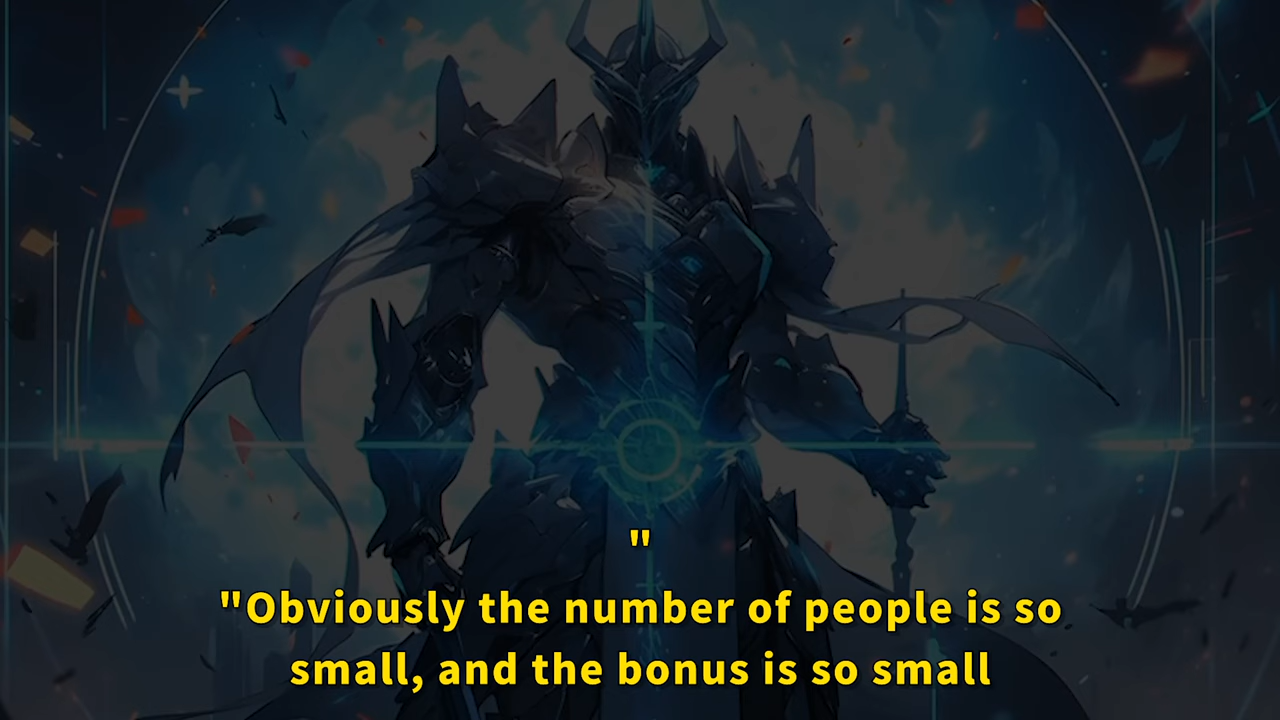 "
"Obviously the number of people is so
small, and the bonus is so small